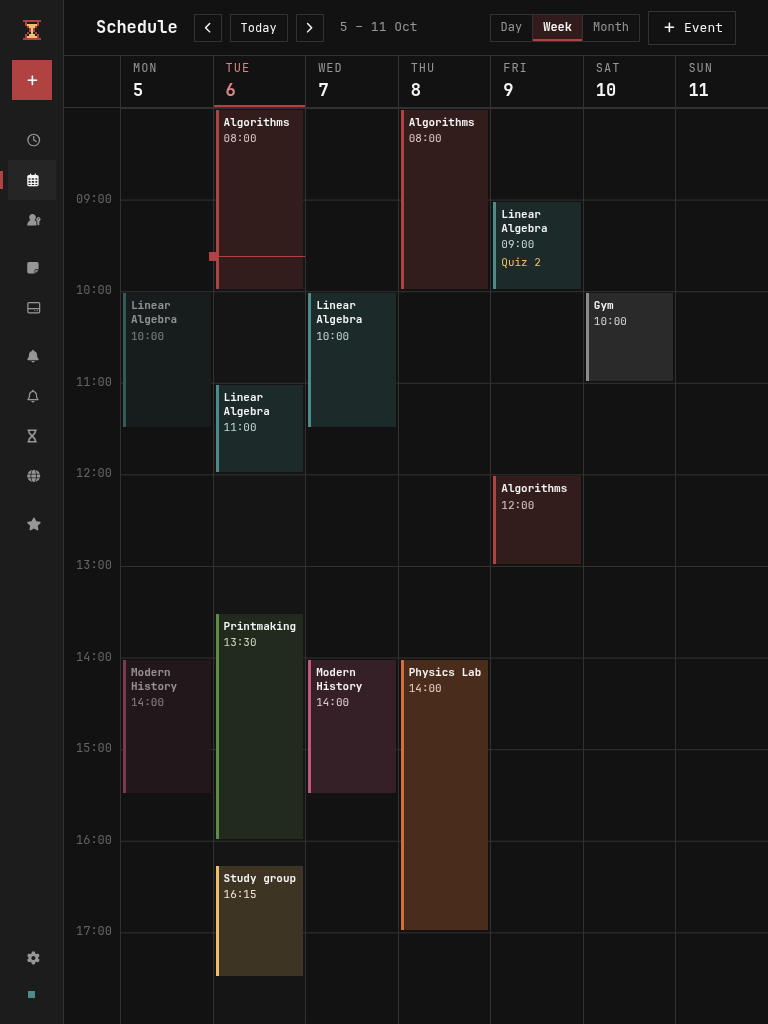 Schedule
Today
5 – 11 Oct
Day
Week
Month
+ Event
MON
5
TUE
6
WED
7
THU
8
FRI
9
SAT
10
SUN
11
09:00
10:00
11:00
12:00
13:00
14:00
15:00
16:00
17:00
Linear
Algebra
10:00
Modern
History
14:00
Algorithms
08:00
Linear
Algebra
11:00
Printmaking
13:30
Study group
16:15
Linear
Algebra
10:00
Modern
History
14:00
Algorithms
08:00
Physics Lab
14:00
Linear
Algebra
09:00
Quiz 2
Algorithms
12:00
Gym
10:00